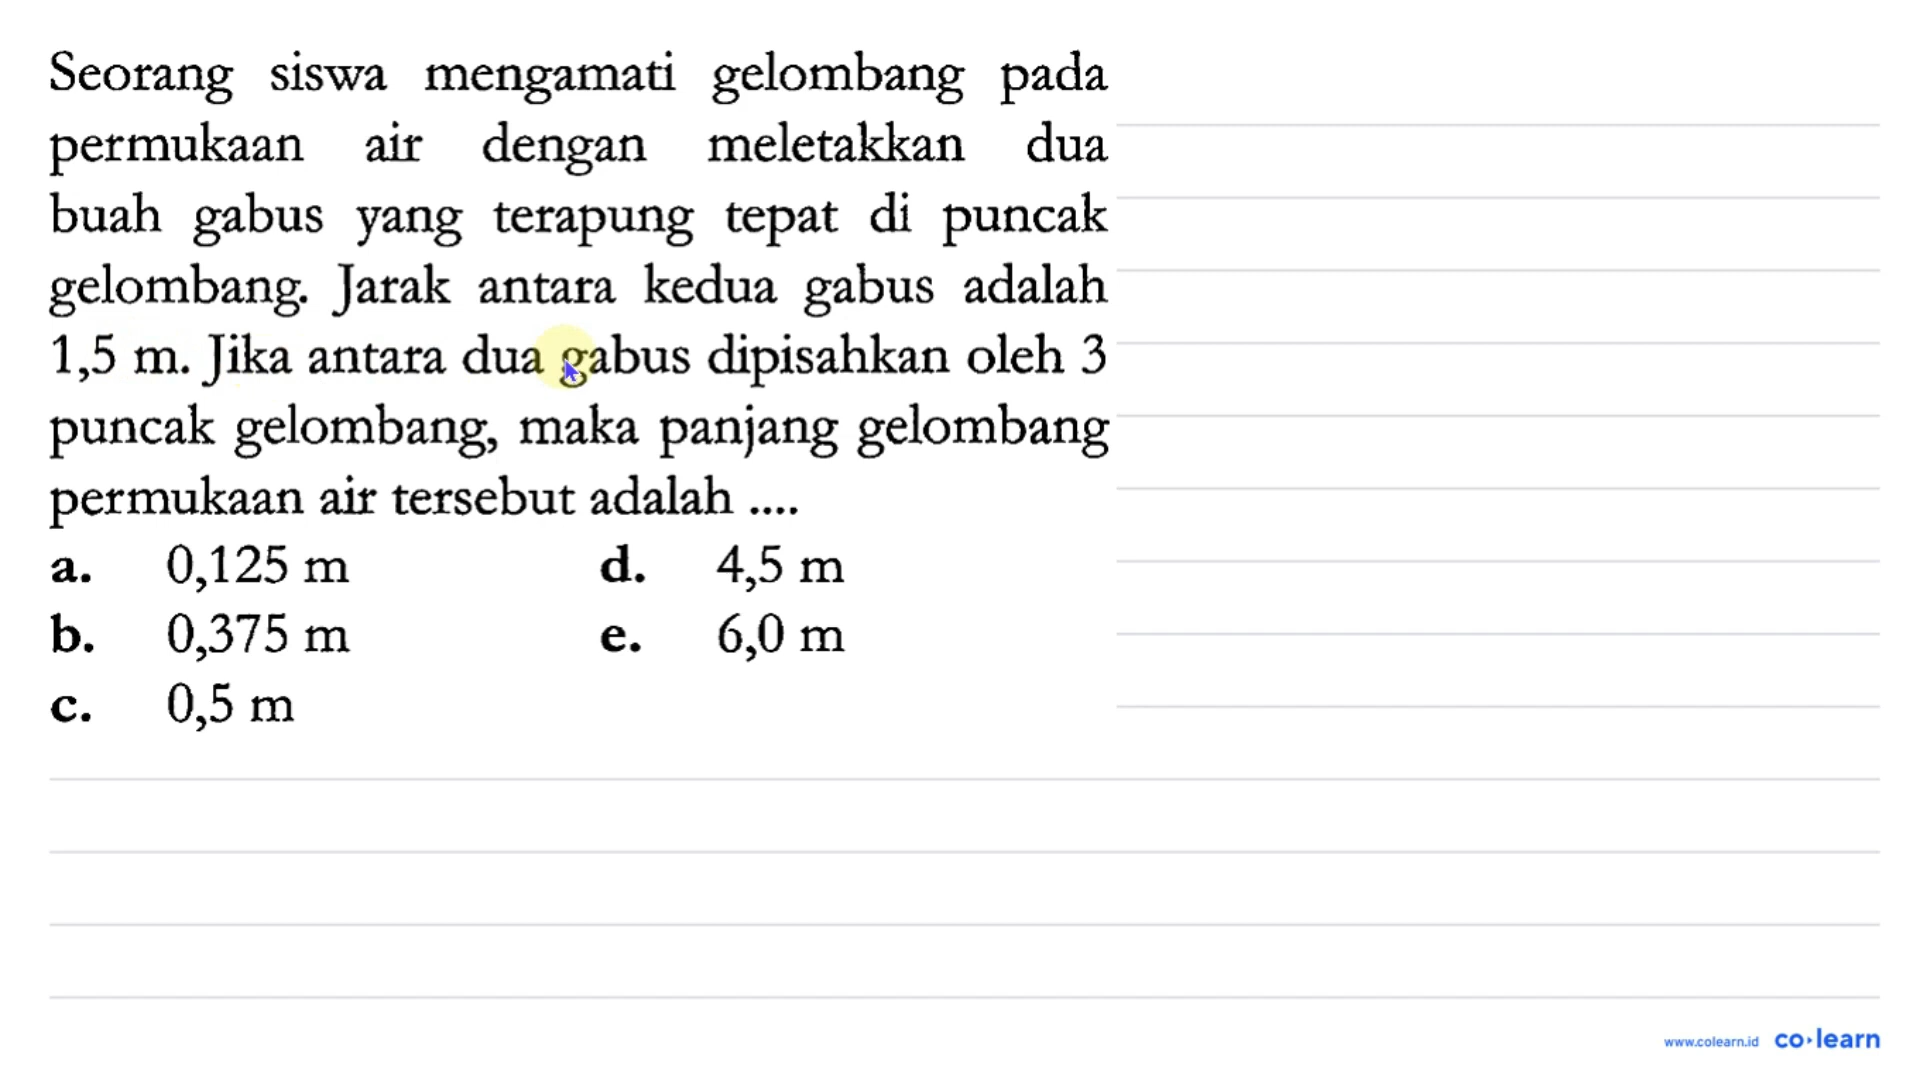 Seorang siswa mengamati gelombang pada
permukaan air dengan meletakkan dua
buah gabus yang terapung tepat di puncak
gelombang. Jarak antara kedua gabus adalah
1,5 m. Jika antara dua gabus dipisahkan oleh 3
puncak gelombang, maka panjang gelombang
permukaan air tersebut adalah ....
a. 0,125 m d. 4,5 m
b. 0,375 m e. 6,0 m
c. 0,5 m
www.colearn.id co learn